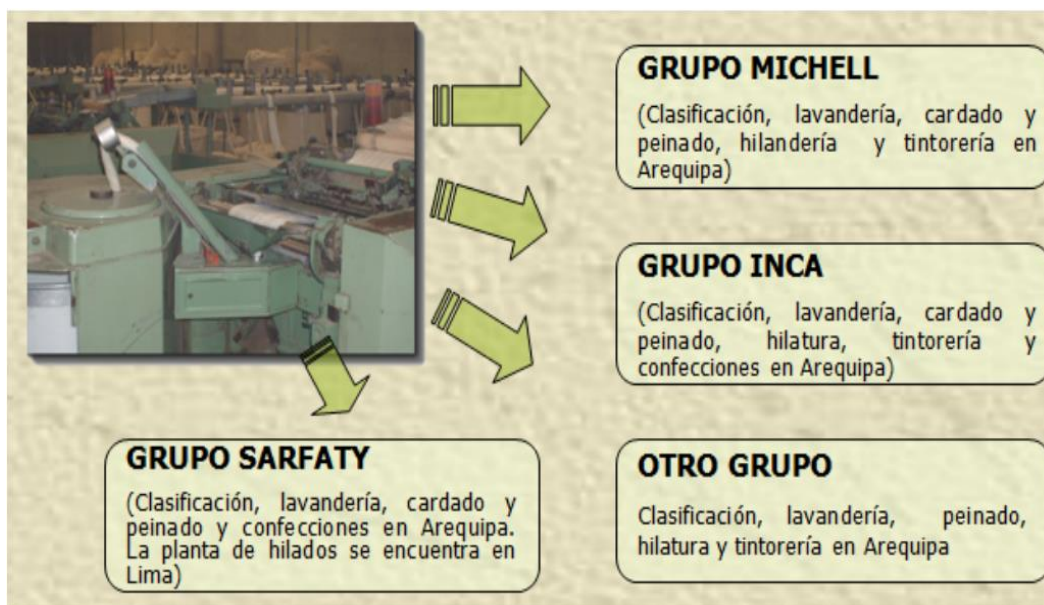 GRUPO MICHELL
(Clasificación, lavandería, cardado y
peinado, hilandería y tintorería en
Arequipa)
GRUPO INCA
(Clasificación, lavandería, cardado y
peinado, hilatura, tintorería y
confecciones en Arequipa)
GRUPO SARFATY
(Clasificación, lavandería, cardado y
peinado y confecciones en Arequipa.
La planta de hilados se encuentra en
Lima)
OTRO GRUPO
Clasificación, lavandería, peinado,
hilatura y tintorería en Arequipa